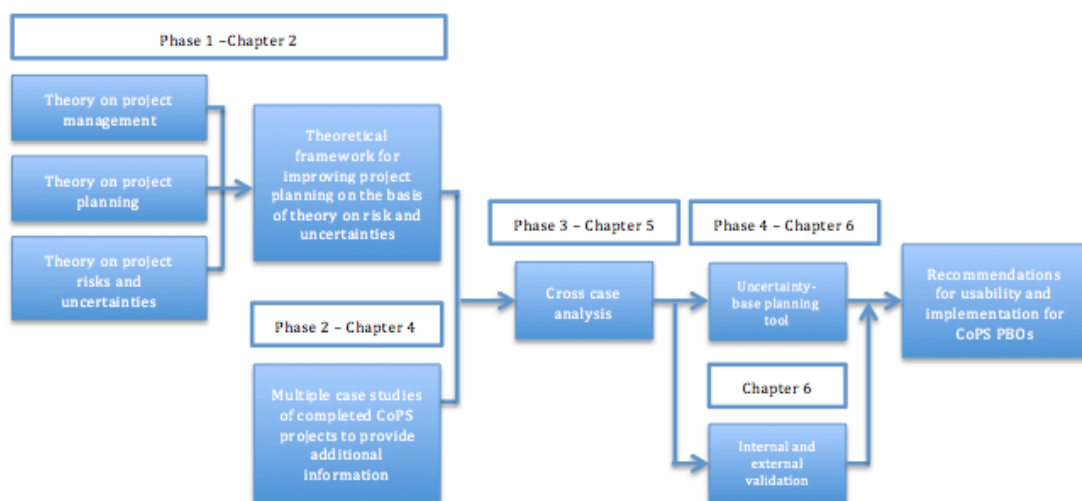 Phase 1 –Chapter 2
Theory on project
management
Theory on project
planning
Theory on project
risks and
uncertainties
Theoretical
framework for
improving project
planning on the basis
of theory on risk and
uncertainties
Phase 2 – Chapter 4
Multiple case studies
of completed CoPS
projects to provide
additional
information
Phase 3 – Chapter 5
Cross case
analysis
Phase 4 – Chapter 6
Uncertainty-
base planning
tool
Chapter 6
Internal and
external
validation
Recommendations
for usability and
implementation for
CoPS PBOs